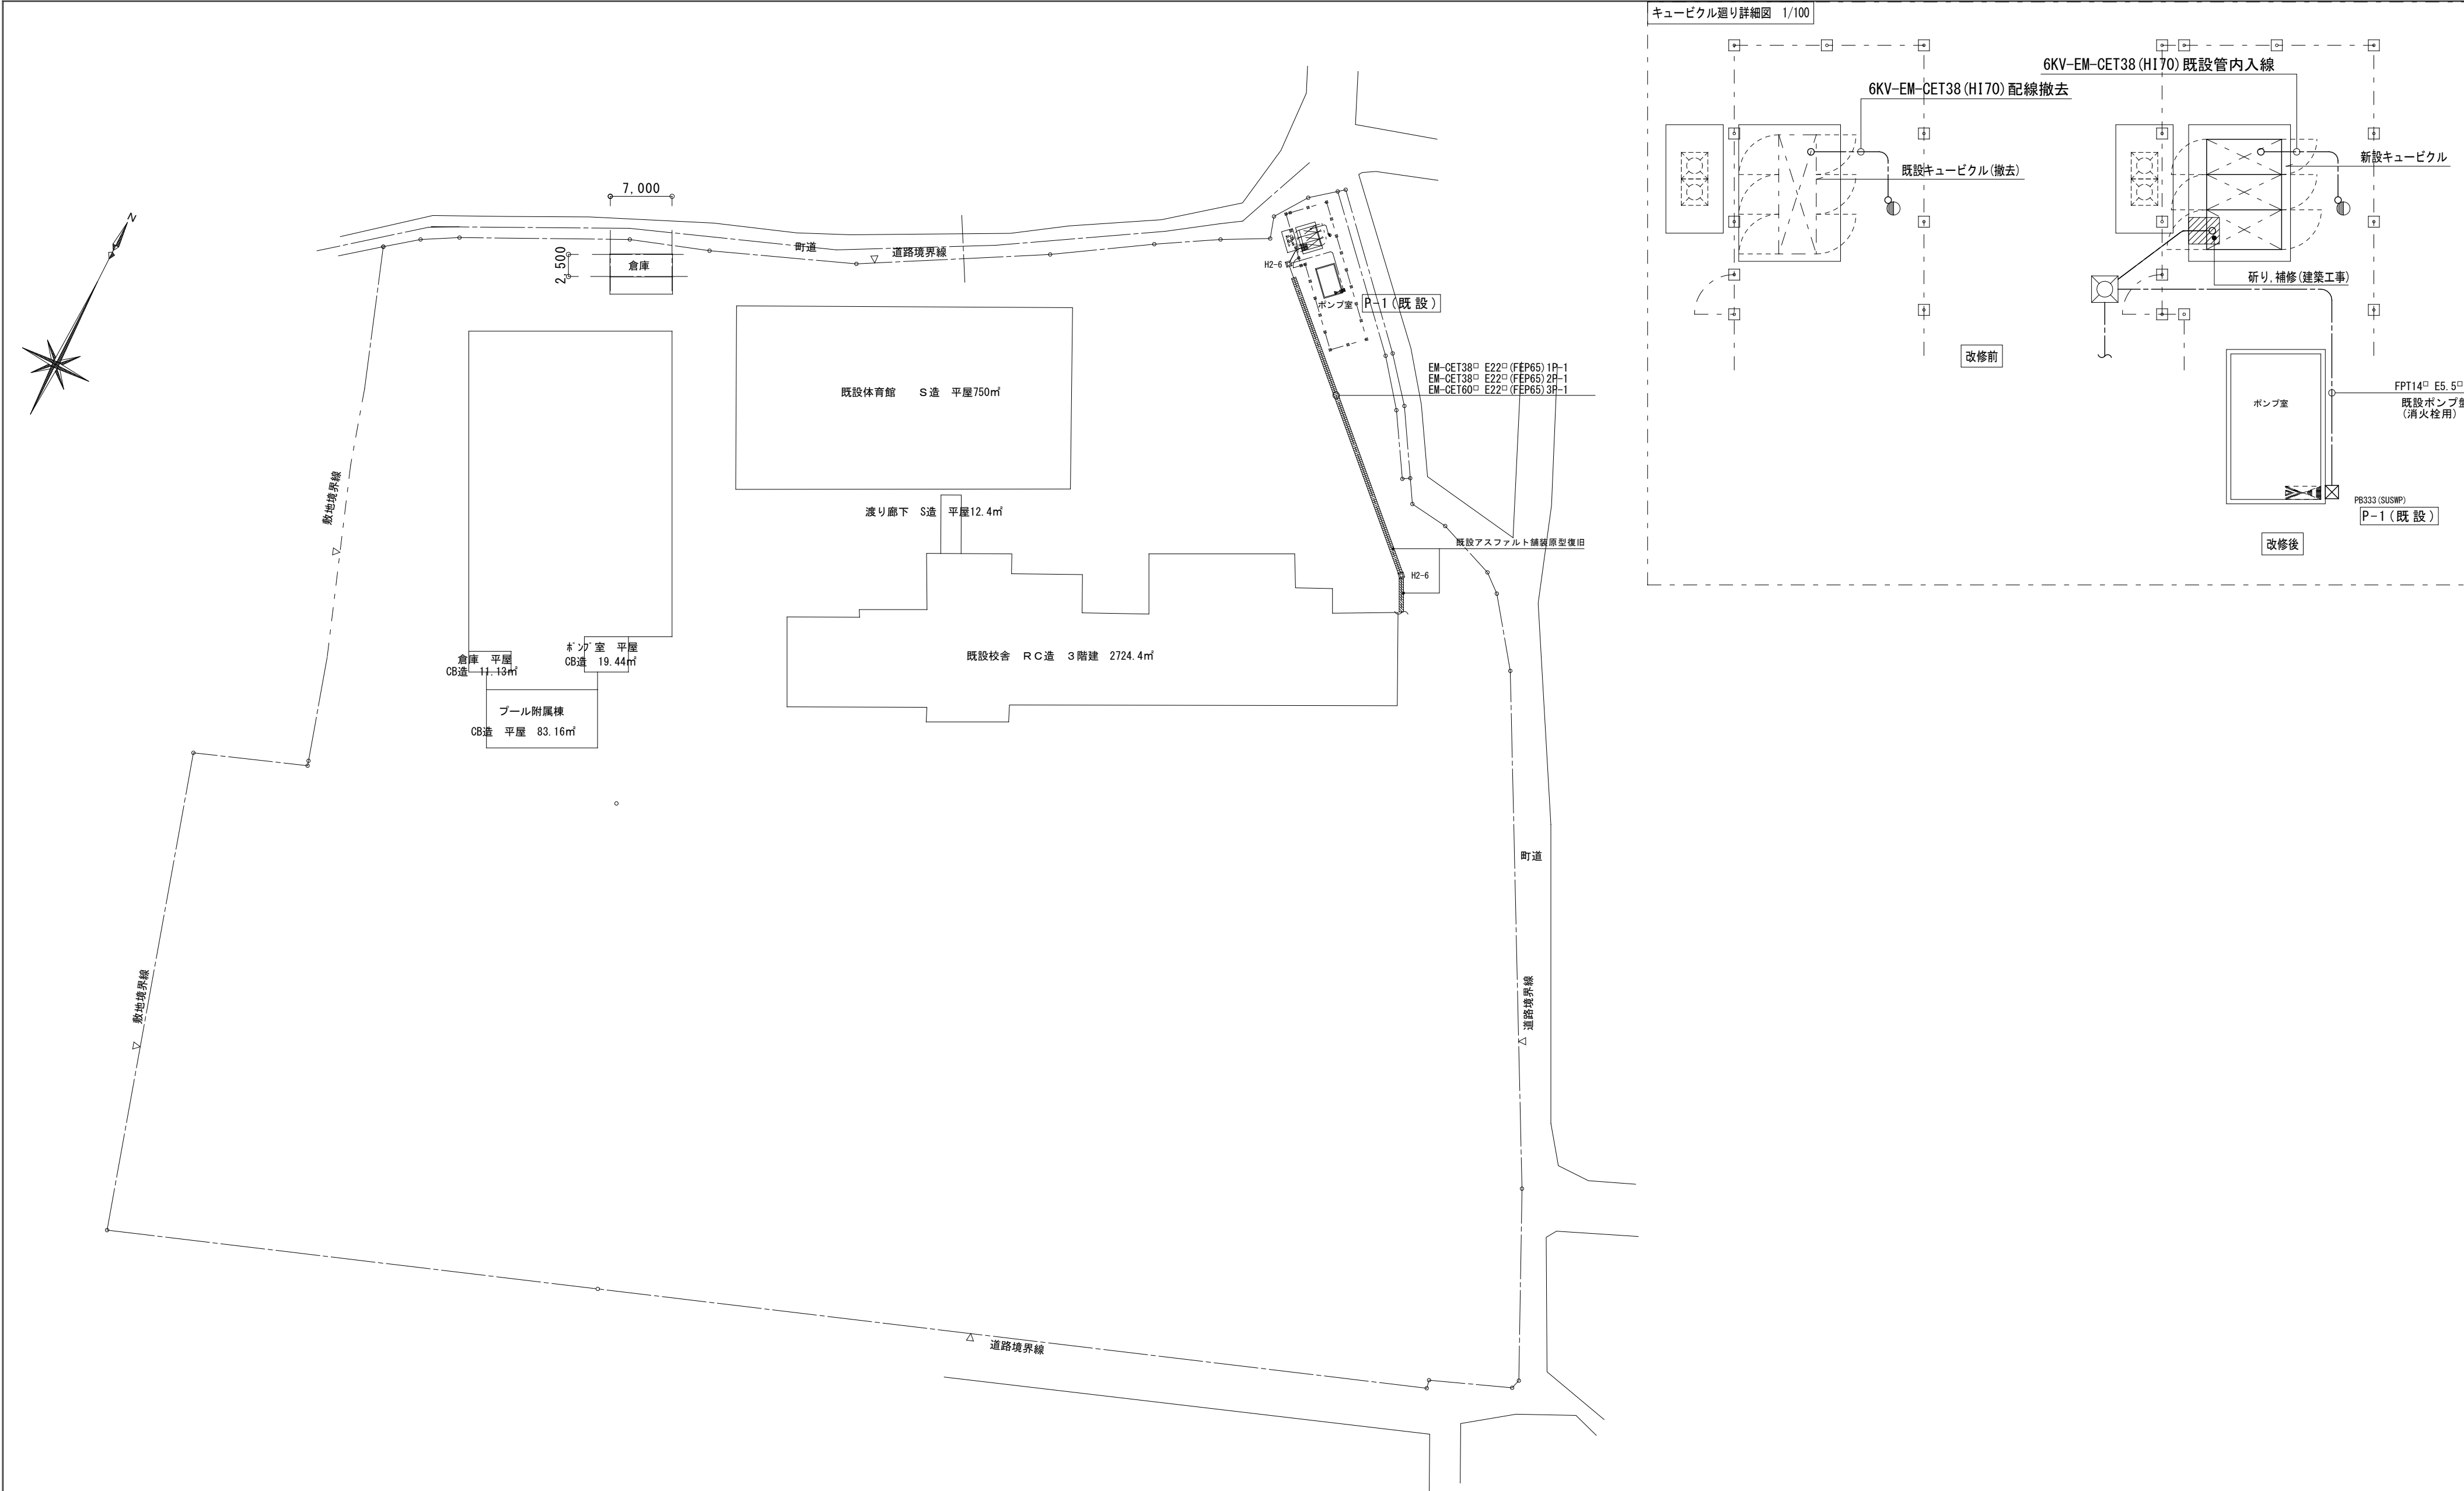 キュービクル廻り詳細図 1/100
6KV-EM-CET38(HI70)既設管内入線
6KV-EM-CET38(HI70)配線撤去
既設キュービクル(撤去)
新設キュービクル
斫り,補修(建築工事)
改修前
ポンプ室
FPT14□ E5.5□
既設ポンプ盤
(消火栓用)
PB333(SUSWP)
P-1(既 設)
改修後
N
7,000
2,500
倉庫
町道
道路境界線
H2-6
ポンプ室
P-1(既 設)
EM-CET38□ E22□(FEP65)1P-1
EM-CET38□ E22□(FEP65)2P-1
EM-CET60□ E22□(FEP65)3P-1
既設体育館 S造 平屋750㎡
敷地境界線
渡り廊下 S造 平屋12.4㎡
既設アスファルト舗装原型復旧
H2-6
既設校舎 RC造 3階建 2724.4㎡
倉庫 平屋
CB造 11.13㎡
ポンプ室 平屋
CB造 19.44㎡
プール附属棟
CB造 平屋 83.16㎡
町道
敷地境界線
道路境界線
道路境界線